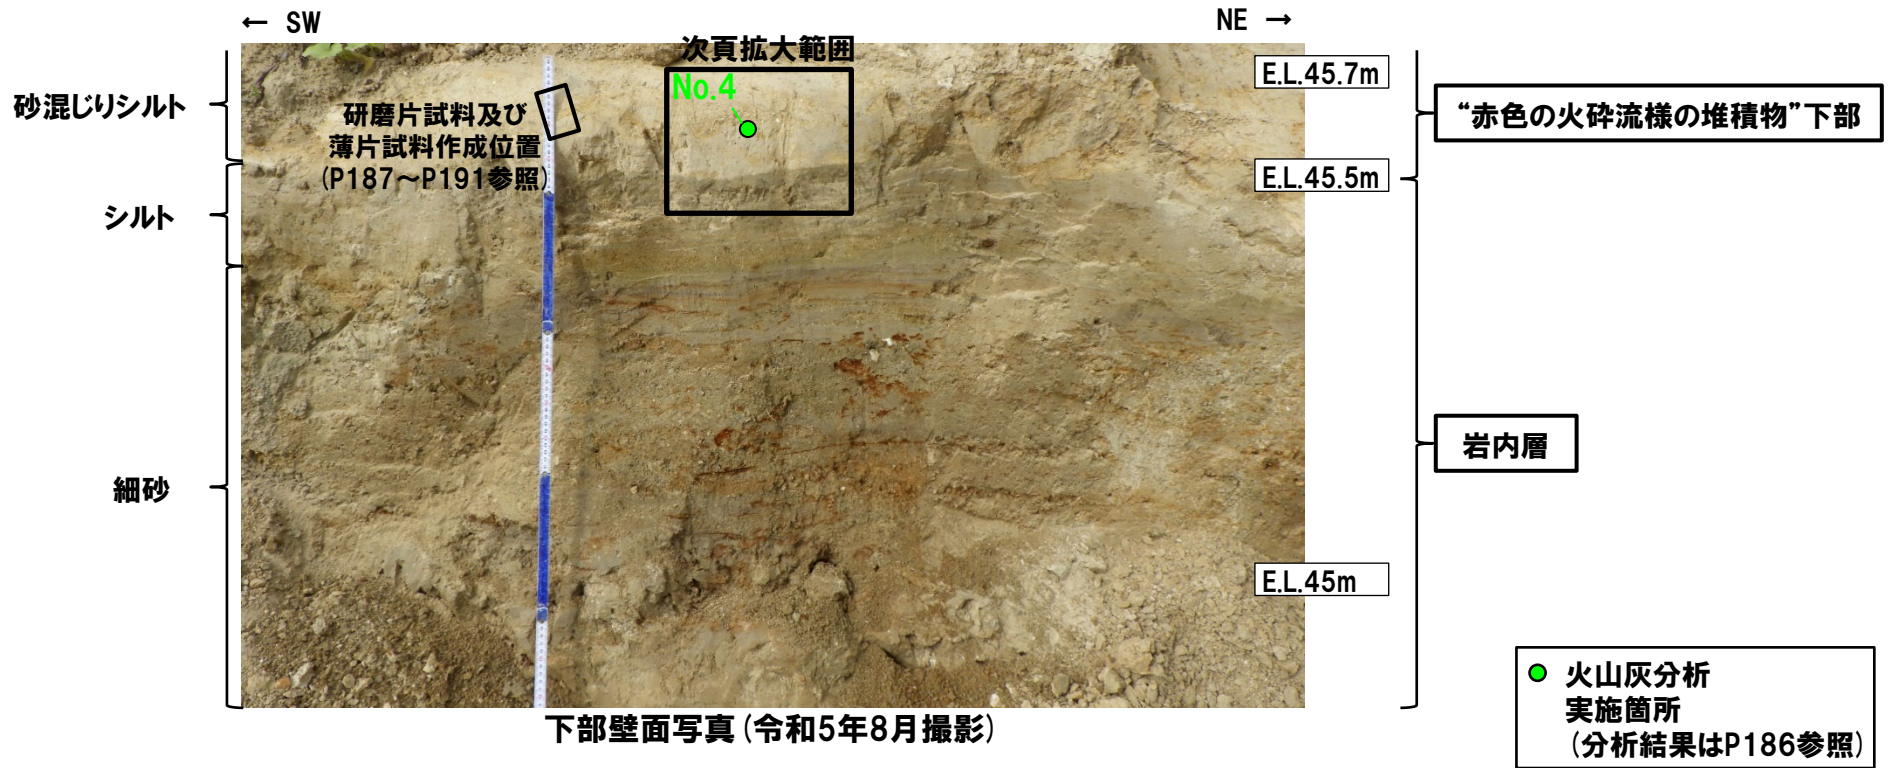 ← SW
NE →
次頁拡大範囲
No.4
E.L.45.7m
砂混じりシルト
研磨片試料及び
薄片試料作成位置
(P187～P191参照)
“赤色の火砕流様の堆積物”下部
E.L.45.5m
シルト
岩内層
細砂
E.L.45m
火山灰分析
実施箇所
(分析結果はP186参照)
下部壁面写真(令和5年8月撮影)